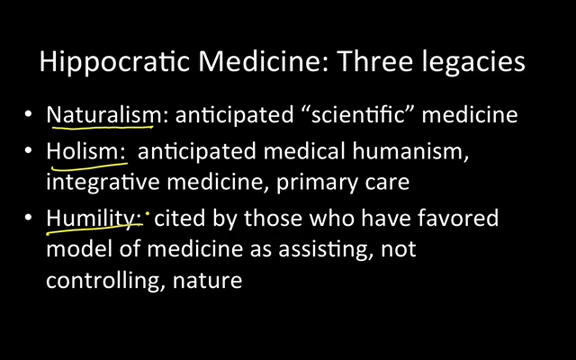 Hippocratic Medicine: Three legacies
• Naturalism: anticipated “scientific” medicine
• Holism: anticipated medical humanism,
integrative medicine, primary care
• Humility: cited by those who have favored
model of medicine as assisting, not
controlling, nature